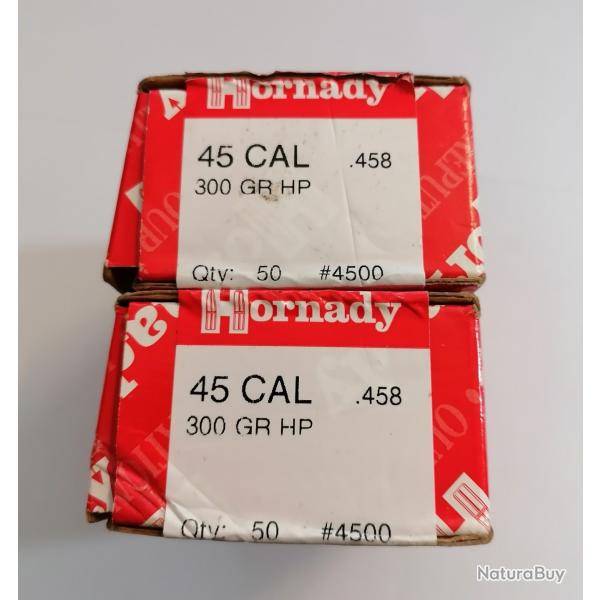 Hornady
45 CAL .458
300 GR HP
Qty: 50 #4500
Hornady
45 CAL .458
300 GR HP
Qty: 50 #4500
NaturaBuy